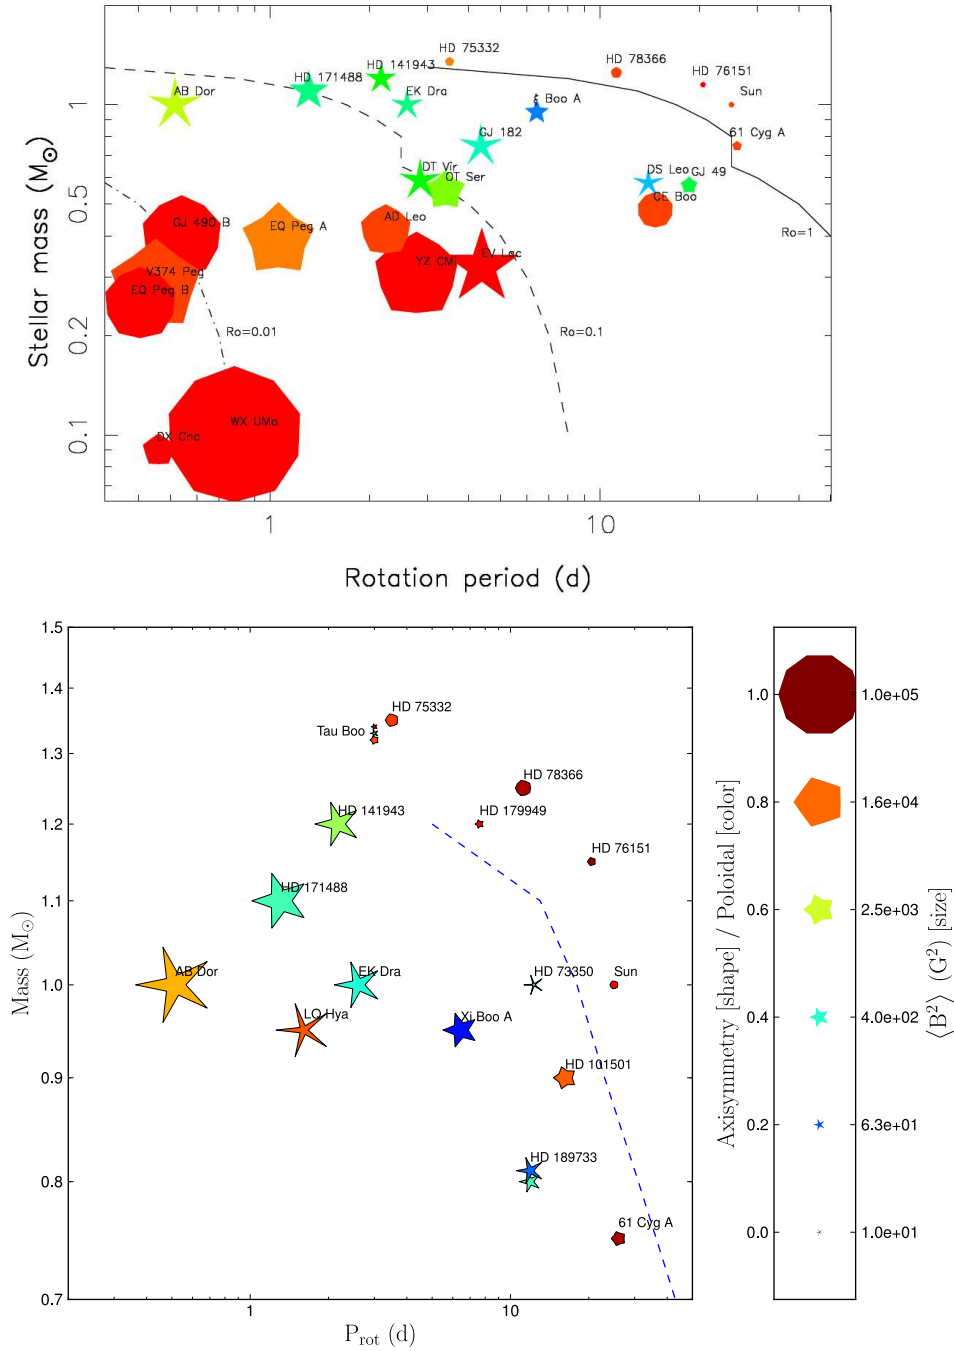 HD 75332
HD 141943
HD 171488
HD 78366
HD 76151
AB Dor
EK Dra
ξ Boo A
Sun
61 Cyg A
GJ 182
DT Vir
OT Ser
DS Leo
GJ 49
CE Boo
GJ 490 B
EQ Peg A
AD Leo
Ro=1
V374 Peg
YZ CMi
EV Lac
EQ Peg B
Ro=0.01
Ro=0.1
WX UMa
DX Cnc
1
0.5
0.2
0.1
Stellar mass (M⊙)
1
10
Rotation period (d)
1.5
1.4
1.3
1.2
1.1
1.0
0.9
0.8
0.7
Mass (M⊙)
HD 75332
Tau Boo
HD 78366
HD 141943
HD 179949
HD 76151
HD 171488
AB Dor
EK Dra
HD 73350
Sun
LQ Hya
Xi Boo A
HD 101501
HD 189733
61 Cyg A
1
10
Prot (d)
1.0
0.8
0.6
0.4
0.2
0.0
Axisymmetry [shape] / Poloidal [color]
1.0e+05
1.6e+04
2.5e+03
4.0e+02
6.3e+01
1.0e+01
⟨B²⟩ (G²) [size]